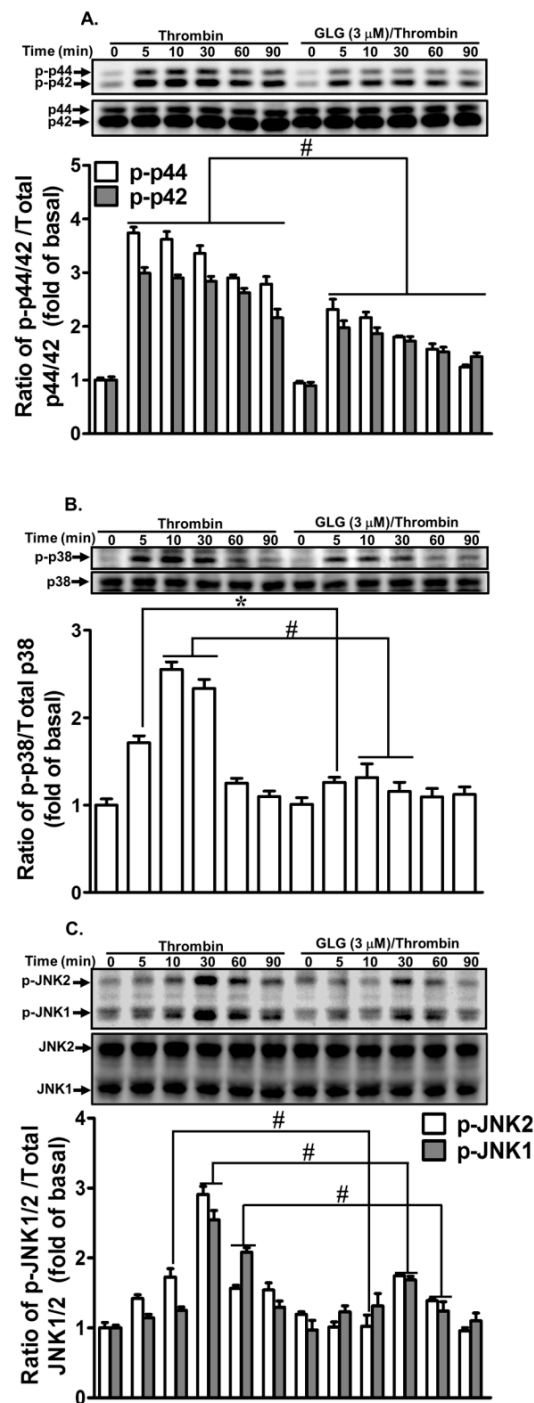 A.
Thrombin GLG (3 μM)/Thrombin
Time (min) 0 5 10 30 60 90 0 5 10 30 60 90
p-p44
p-p42
p44
p42
#
p-p44
p-p42
Ratio of p-p44/42 /Total
p44/42 (fold of basal)
5
4
3
2
1
0
B.
Thrombin GLG (3 μM)/Thrombin
Time (min) 0 5 10 30 60 90 0 5 10 30 60 90
p-p38
p38
*
#
Ratio of p-p38/Total p38
(fold of basal)
3
2
1
0
C.
Thrombin GLG (3 μM)/Thrombin
Time (min) 0 5 10 30 60 90 0 5 10 30 60 90
p-JNK2
p-JNK1
JNK2
JNK1
p-JNK2
p-JNK1
#
#
#
Ratio of p-JNK1/2 /Total
JNK1/2 (fold of basal)
4
3
2
1
0